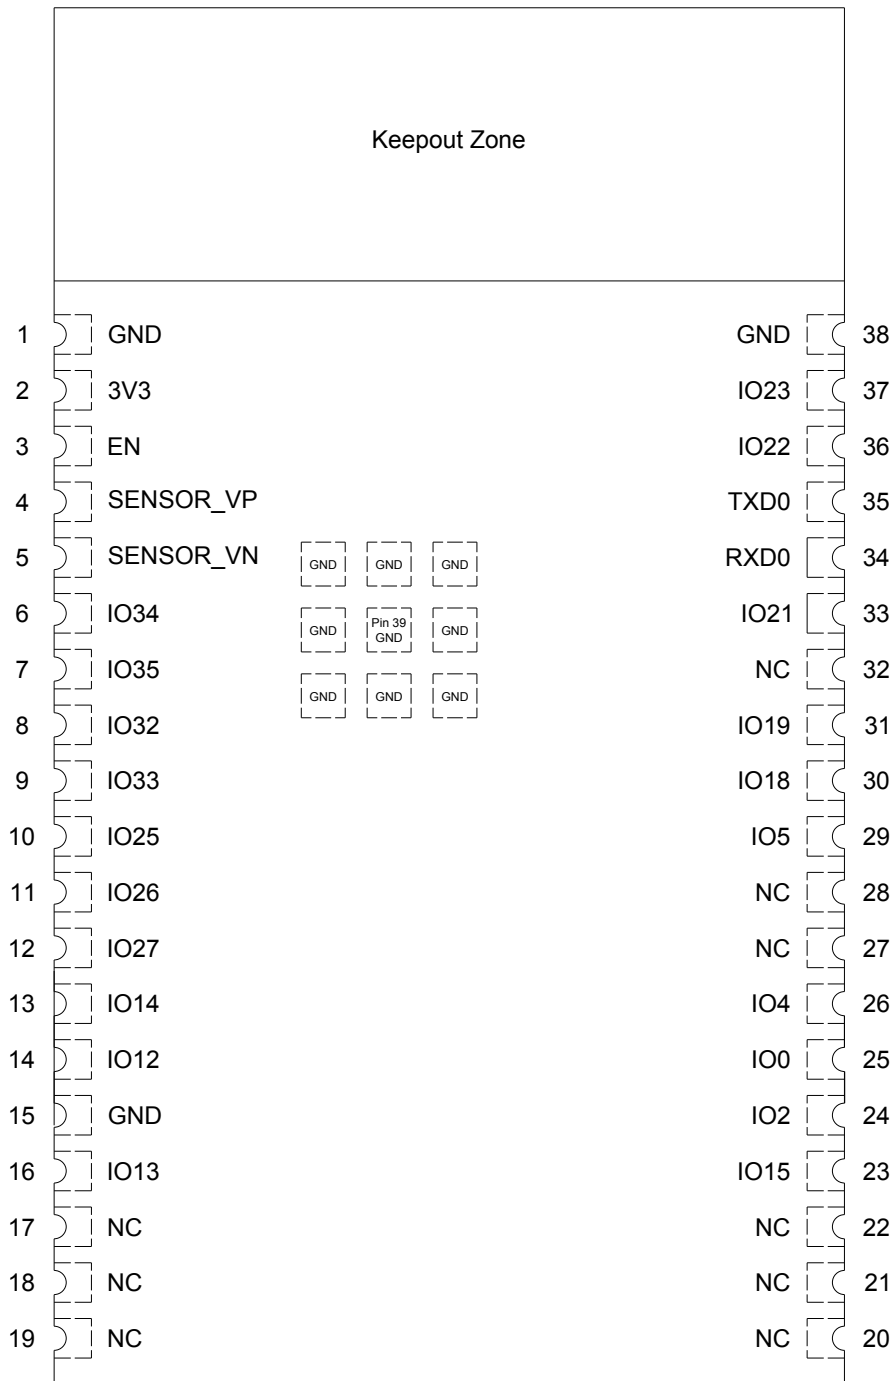 Keepout Zone
1 GND GND 38
2 3V3 IO23 37
3 EN IO22 36
4 SENSOR_VP TXD0 35
5 SENSOR_VN GND GND GND RXD0 34
6 IO34 GND Pin 39 GND GND IO21 33
7 IO35 GND GND GND NC 32
8 IO32 IO19 31
9 IO33 IO18 30
10 IO25 IO5 29
11 IO26 NC 28
12 IO27 NC 27
13 IO14 IO4 26
14 IO12 IO0 25
15 GND IO2 24
16 IO13 IO15 23
17 NC NC 22
18 NC NC 21
19 NC NC 20